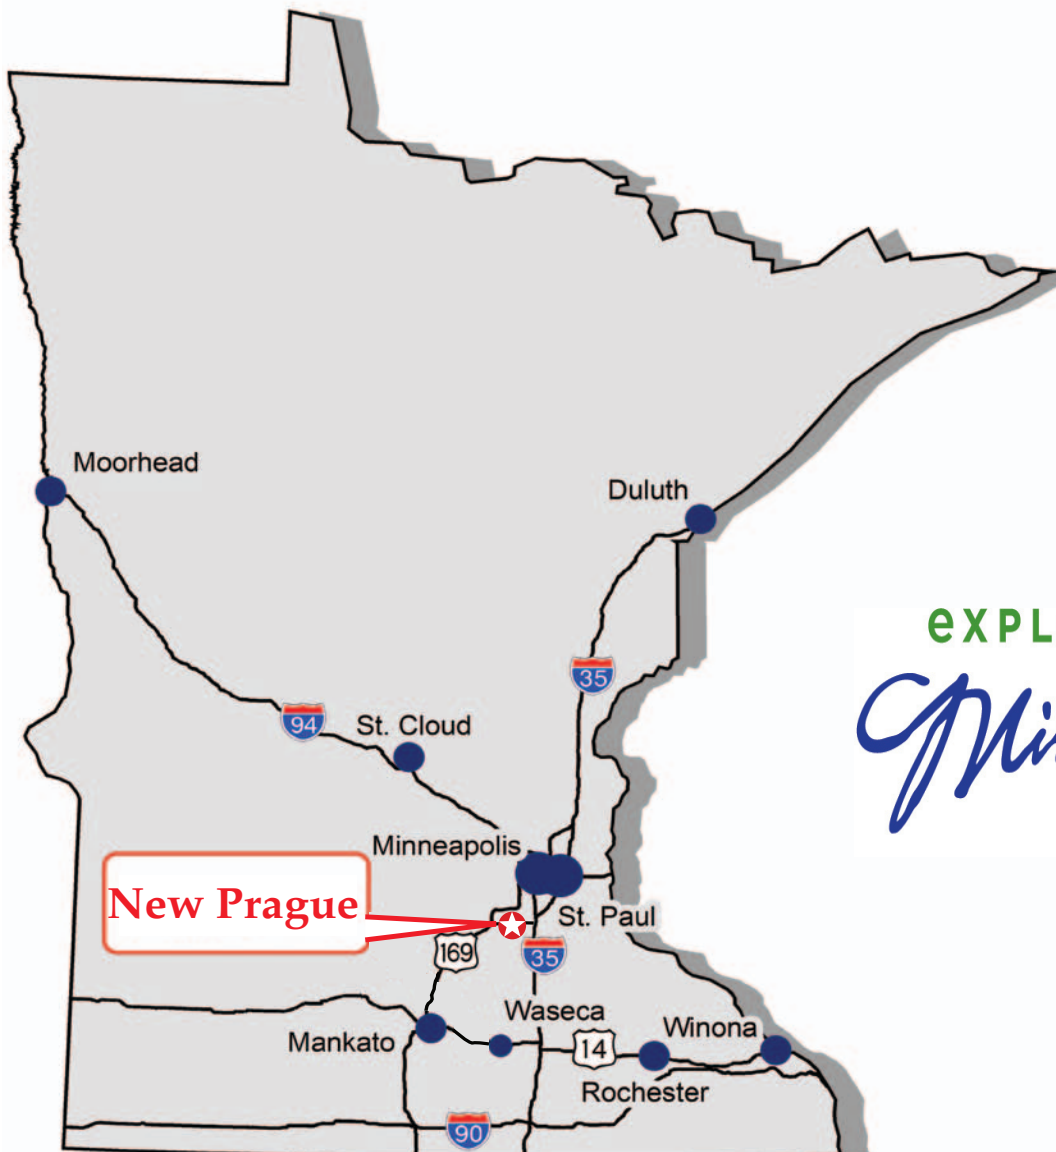 Moorhead
Duluth
eXPL
35
94
St. Cloud
Minneapolis
New Prague
St. Paul
169
35
Waseca
Winona
Mankato
14
Rochester
90